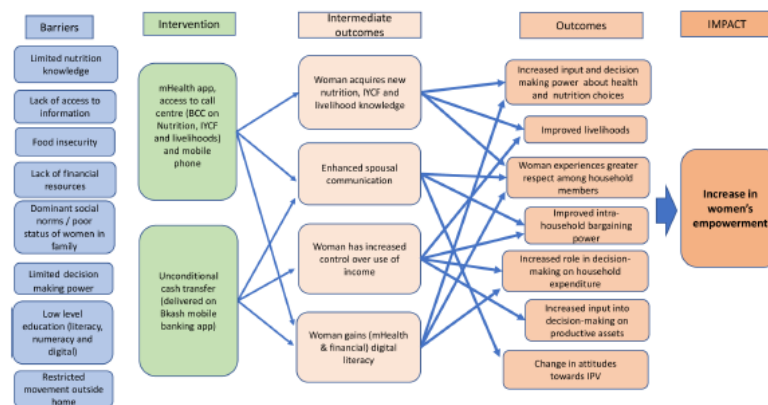 Barriers
Limited nutrition
knowledge
Lack of access to
information
Food insecurity
Lack of financial
resources
Dominant social
norms / poor
status of women in
family
Limited decision
making power
Low level
education (literacy,
numeracy and
digital)
Restricted
movement outside
home
Intervention
mHealth app,
access to call
centre (BCC on
Nutrition, IYCF
and livelihoods)
and mobile
phone
Unconditional
cash transfer
(delivered on
Bkash mobile
banking app)
Intermediate
outcomes
Woman acquires new
nutrition, IYCF and
livelihood knowledge
Enhanced spousal
communication
Woman has increased
control over use of
income
Woman gains (mHealth
& financial) digital
literacy
Outcomes
Increased input and decision
making power about health
and nutrition choices
Improved livelihoods
Woman experiences greater
respect among household
members
Improved intra-
household bargaining
power
Increased role in decision-
making on household
expenditure
Increased input into
decision-making on
productive assets
Change in attitudes
towards IPV
IMPACT
Increase in
women's
empowerment